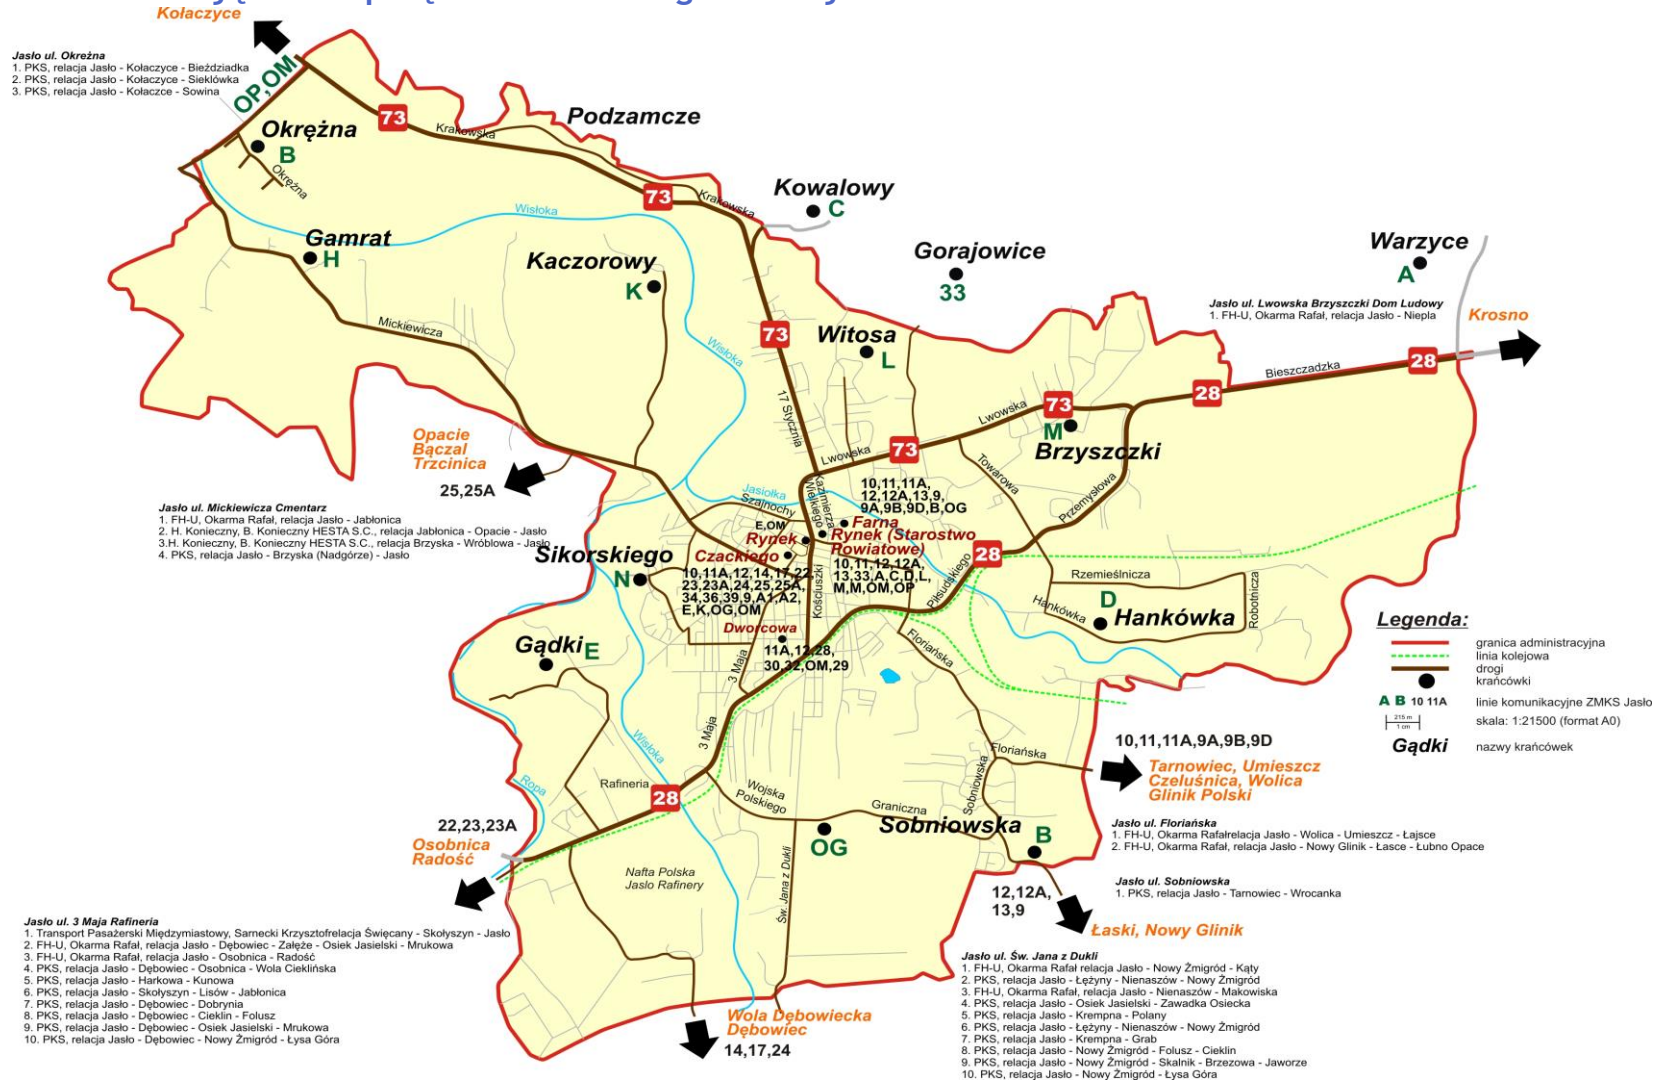 Kołaczyce
Jasło ul. Okrężna
1. PKS, relacja Jasło - Kołaczyce - Bieździadka
2. PKS, relacja Jasło - Kołaczyce - Sieklówka
3. PKS, relacja Jasło - Kołaczce - Sowina
OP,OM
Okrężna
B
Okrężna
73
Krakowska
Podzamcze
73
Krakowska
Kowalowy
C
Wisłoka
Gamrat
H
Kaczorowy
K
Gorajowice
33
Warzyce
A
Jasło ul. Lwowska Brzyszczki Dom Ludowy
1. FH-U, Okarma Rafał, relacja Jasło - Niepla
Krosno
Mickiewicza
Wisłoka
73
Witosa
L
28
Bieszczadzka
28
17 Stycznia
Lwowska
73
M
Brzyszczki
Lwowska
73
Towarowa
Przemysłowa
Opacie
Bączal
Trzcinica
25,25A
Jasło ul. Mickiewicza Cmentarz
1. FH-U, Okarma Rafał, relacja Jasło - Jabłonica
2. H. Konieczny, B. Konieczny HESTA S.C., relacja Jabłonica - Opacie - Jasło
3.H. Konieczny, B. Konieczny HESTA S.C., relacja Brzyska - Wróblowa - Jasło
4. PKS, relacja Jasło - Brzyska (Nadgórze) - Jasło
Jasiołka
Szajnochy
Kazimierza
Wielkiego
10,11,11A,
12,12A,13,9,
9A,9B,9D,B,OG
Farna
E,OM
Rynek
Rynek (Starostwo
Powiatowe)
Czackiego
10,11,12,12A,
13,33,A,C,D,L,
M,M,OM,OP
Sikorskiego
N
10,11A,12,14,17,22,
23,23A,24,25,25A,
34,36,39,9,A1,A2,
E,K,OG,OM
Kościuszki
Piłsudskiego
28
Rzemieślnicza
D
Hankówka
Hankówka
Robotnicza
Dworcowa
11A,12,28,
30,32,OM,29
Gądki
E
3 Maja
Floriańska
Legenda:
granica administracyjna
linia kolejowa
drogi
krańcówki
A B 10 11A
linie komunikacyjne ZMKS Jasło
215 m
1 cm
skala: 1:21500 (format A0)
Gądki
nazwy krańcówek
3 Maja
Wisłoka
Ropa
Rafineria
28
Wojska
Polskiego
Graniczna
Sobniowska
Floriańska
10,11,11A,9A,9B,9D
Tarnowiec, Umieszcz
Czeluśnica, Wolica
Glinik Polski
22,23,23A
Osobnica
Radość
OG
Sobniowska
B
Jasło ul. Floriańska
1. FH-U, Okarma Rafałrelacja Jasło - Wolica - Umieszcz - Łajsce
2. FH-U, Okarma Rafał, relacja Jasło - Nowy Glinik - Łasce - Łubno Opace
Nafta Polska
Jaslo Rafinery
Św. Jana z Dukli
12,12A,
13,9
Jasło ul. Sobniowska
1. PKS, relacja Jasło - Tarnowiec - Wrocanka
Łaski, Nowy Glinik
Jasło ul. 3 Maja Rafineria
1. Transport Pasażerski Międzymiastowy, Sarnecki Krzysztofrelacja Święcany - Skołyszyn - Jasło
2. FH-U, Okarma Rafał, relacja Jasło - Dębowiec - Załęże - Osiek Jasielski - Mrukowa
3. FH-U, Okarma Rafał, relacja Jasło - Osobnica - Radość
4. PKS, relacja Jasło - Dębowiec - Osobnica - Wola Cieklińska
5. PKS, relacja Jasło - Harkowa - Kunowa
6. PKS, relacja Jasło - Skołyszyn - Lisów - Jabłonica
7. PKS, relacja Jasło - Dębowiec - Dobrynia
8. PKS, relacja Jasło - Dębowiec - Cieklin - Folusz
9. PKS, relacja Jasło - Dębowiec - Osiek Jasielski - Mrukowa
10. PKS, relacja Jasło - Dębowiec - Nowy Żmigród - Łysa Góra
Wola Dębowiecka
Dębowiec
14,17,24
Jasło ul. Św. Jana z Dukli
1. FH-U, Okarma Rafał relacja Jasło - Nowy Żmigród - Kąty
2. PKS, relacja Jasło - Łężyny - Nienaszów - Nowy Żmigród
3. FH-U, Okarma Rafał, relacja Jasło - Nienaszów - Makowiska
4. PKS, relacja Jasło - Osiek Jasielski - Zawadka Osiecka
5. PKS, relacja Jasło - Krempna - Polany
6. PKS, relacja Jasło - Łężyny - Nienaszów - Nowy Żmigród
7. PKS, relacja Jasło - Krempna - Grab
8. PKS, relacja Jasło - Nowy Żmigród - Folusz - Cieklin
9. PKS, relacja Jasło - Nowy Żmigród - Skalnik - Brzezowa - Jaworze
10. PKS, relacja Jasło - Nowy Żmigród - Łysa Góra